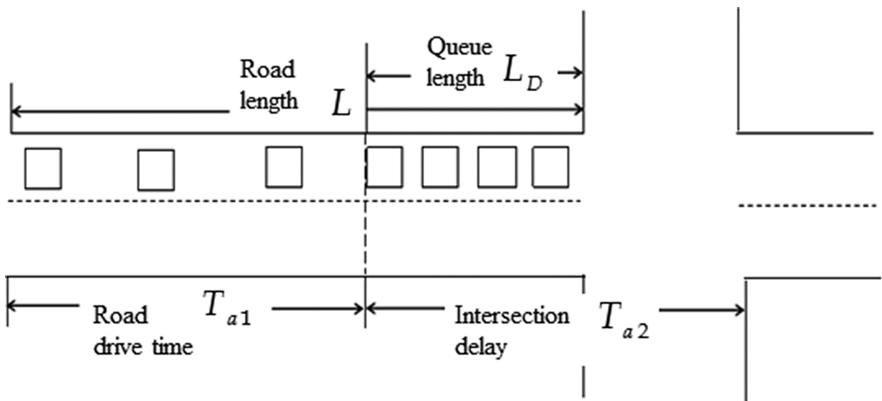 Road
length L
Queue
length L_D
Road
drive time T_a1
Intersection
delay T_a2